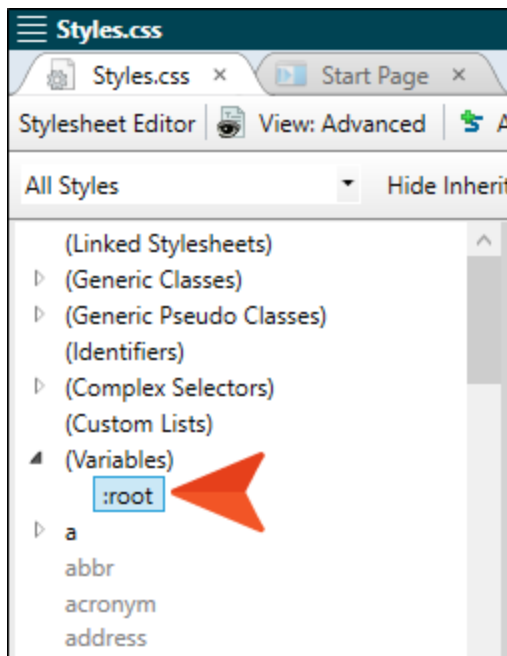 Styles.css
Styles.css × Start Page ×
Stylesheet Editor View: Advanced
All Styles Hide
(Linked Stylesheets)
(Generic Classes)
(Generic Pseudo Classes)
(Identifiers)
(Complex Selectors)
(Custom Lists)
(Variables)
:root
a
abbr
acronym
address